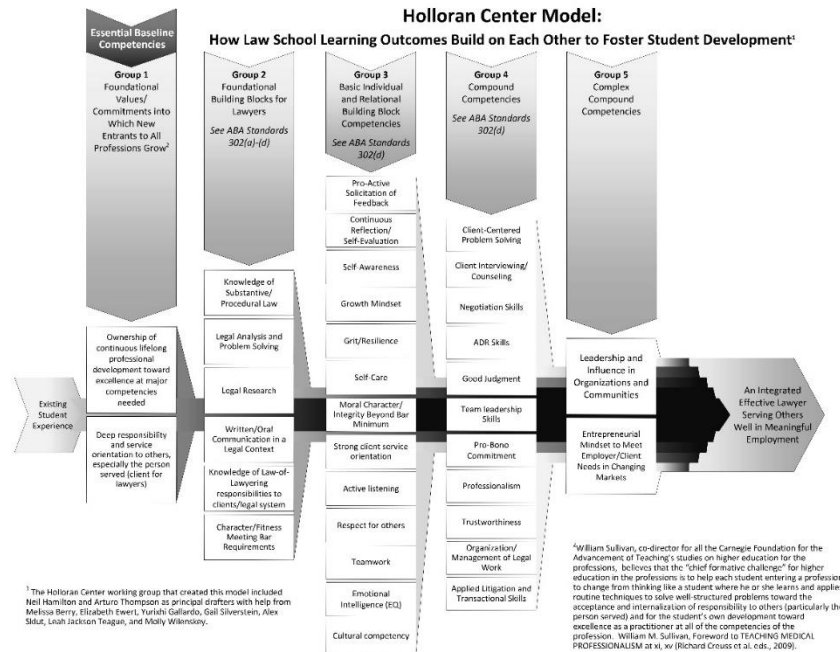 Holloran Center Model:
How Law School Learning Outcomes Build on Each Other to Foster Student Development¹
Essential Baseline
Competencies
Group 1
Foundational
Values/
Commitments into
Which New
Entrants to All
Professions Grow²
Ownership of
continuous lifelong
professional
development toward
excellence at major
competencies
needed
Deep responsibility
and service
orientation to others,
especially the person
served (client for
lawyers)
Existing
Student
Experience
Group 2
Foundational
Building Blocks for
Lawyers
See ABA Standards
302(a)-(d)
Knowledge of
Substantive/
Procedural Law
Legal Analysis and
Problem Solving
Legal Research
Written/Oral
Communication in a
Legal Context
Knowledge of Law-of-
Lawyering
responsibilities to
clients/legal system
Character/Fitness
Meeting Bar
Requirements
Group 3
Basic Individual
and Relational
Building Block
Competencies
See ABA Standards
302(d)
Pro-Active
Solicitation of
Feedback
Continuous
Reflection/
Self-Evaluation
Self-Awareness
Growth Mindset
Grit/Resilience
Self-Care
Moral Character/
Integrity Beyond Bar
Minimum
Strong client service
orientation
Active listening
Respect for others
Teamwork
Emotional
Intelligence (EQ)
Cultural competency
Group 4
Compound
Competencies
See ABA Standards
302(d)
Client-Centered
Problem Solving
Client Interviewing/
Counseling
Negotiation Skills
ADR Skills
Good Judgment
Team leadership
Skills
Pro-Bono
Commitment
Professionalism
Trustworthiness
Organization/
Management of Legal
Work
Applied Litigation and
Transactional Skills
Group 5
Complex
Compound
Competencies
Leadership and
Influence in
Organizations and
Communities
Entrepreneurial
Mindset to Meet
Employer/Client
Needs in Changing
Markets
An Integrated
Effective Lawyer
Serving Others
Well in Meaningful
Employment
¹ The Holloran Center working group that created this model included
Neil Hamilton and Arturo Thompson as principal drafters with help from
Melissa Berry, Elizabeth Ewert, Yurixhi Gallardo, Gail Silverstein, Alex
Sklut, Leah Jackson Teague, and Molly Wilenskey.
²William Sullivan, co-director for all the Carnegie Foundation for the
Advancement of Teaching's studies on higher education for the
professions, believes that the "chief formative challenge" for higher
education in the professions is to help each student entering a profession
to change from thinking like a student where he or she learns and applies
routine techniques to solve well-structured problems toward the
acceptance and internalization of responsibility to others (particularly the
person served) and for the student's own development toward
excellence as a practitioner at all of the competencies of the
profession. William M. Sullivan, Foreword to TEACHING MEDICAL
PROFESSIONALISM at xi, xv (Richard Creuss et al. eds., 2009).